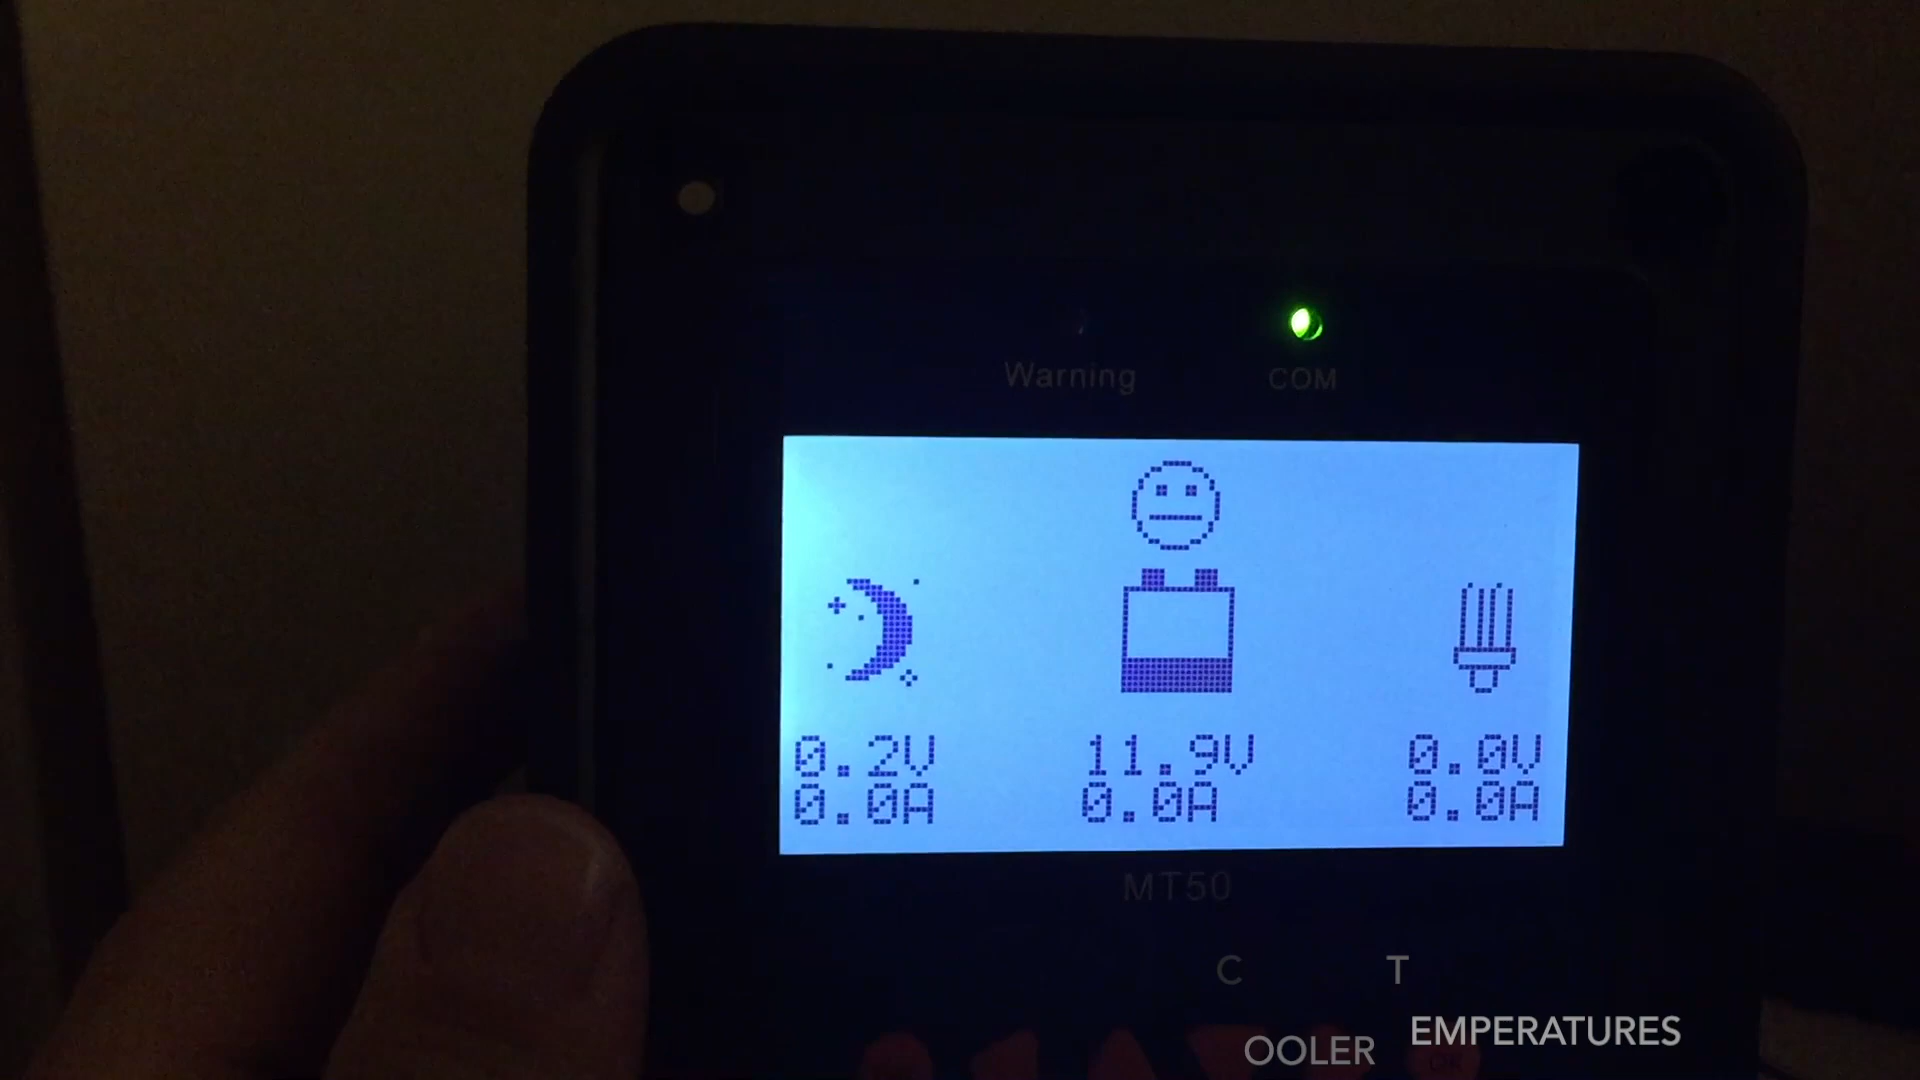 Warning COM
0.2V 11.9V 0.0V
0.0A 0.0A 0.0A
MT50
C T
EMPERATURES
OOLER